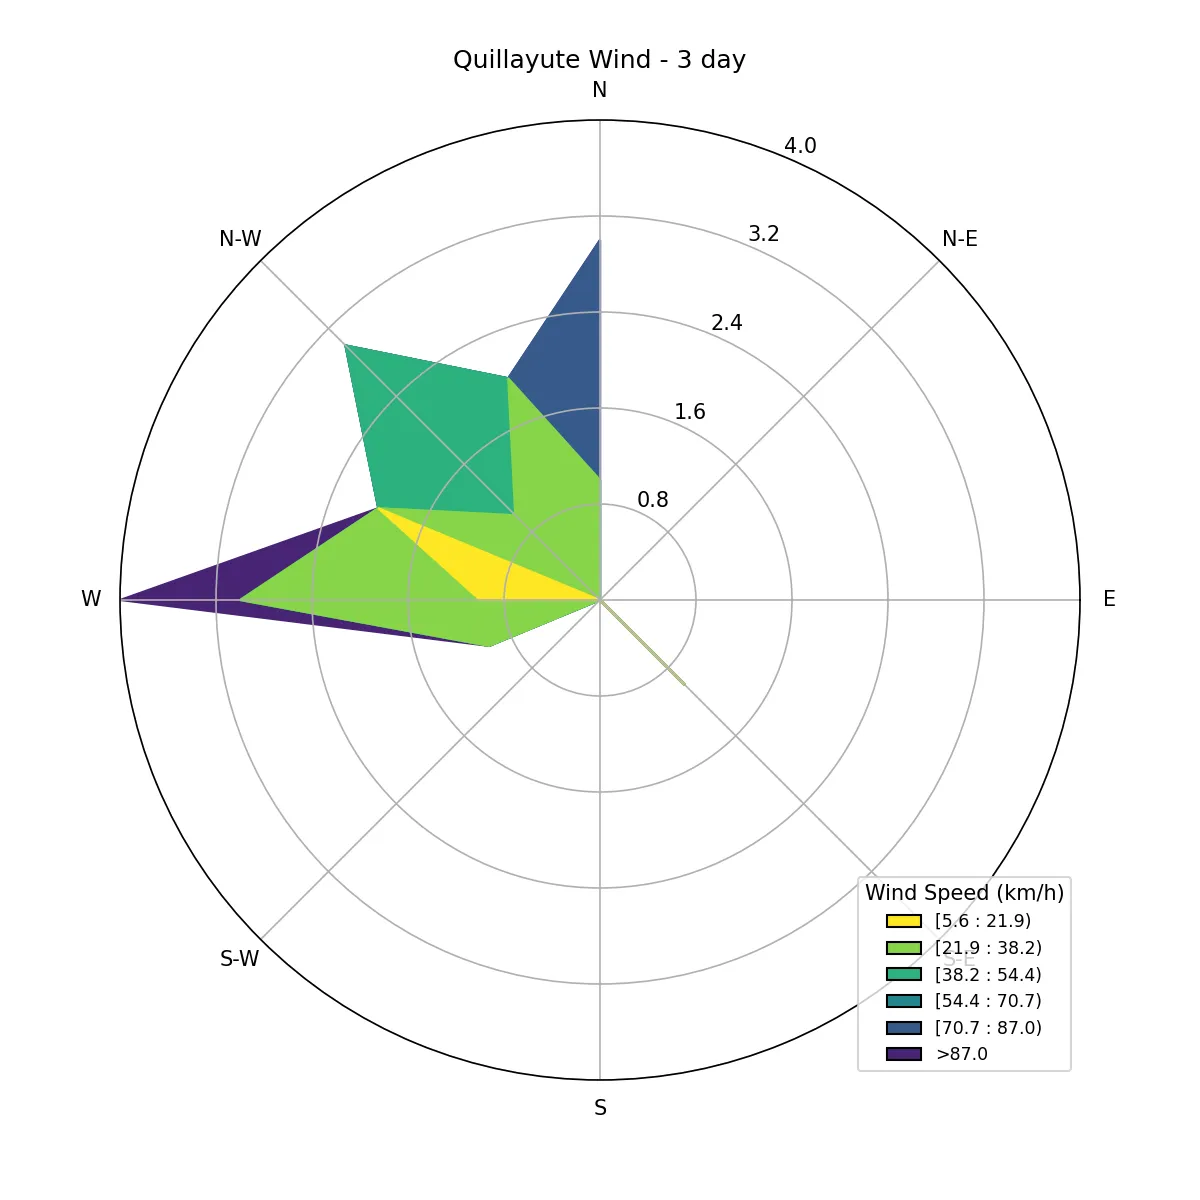 Quillayute Wind - 3 day
N
4.0
N-W
3.2
N-E
2.4
1.6
0.8
W
E
Wind Speed (km/h)
[5.6 : 21.9)
[21.9 : 38.2)
S-W
S-E
[38.2 : 54.4)
[54.4 : 70.7)
[70.7 : 87.0)
>87.0
S